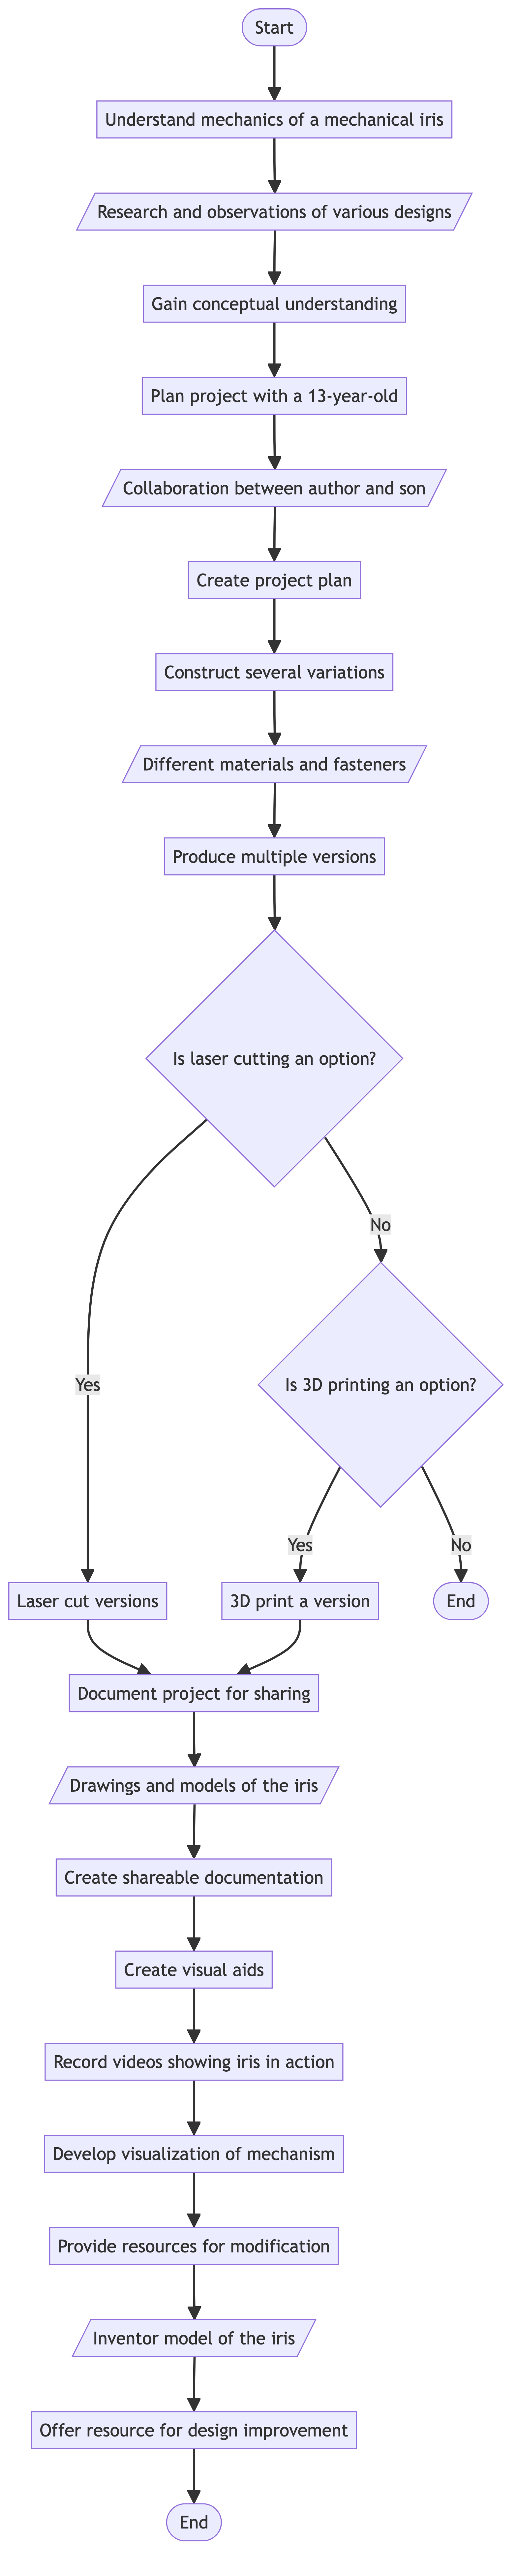 Start
Understand mechanics of a mechanical iris
Research and observations of various designs
Gain conceptual understanding
Plan project with a 13-year-old
Collaboration between author and son
Create project plan
Construct several variations
Different materials and fasteners
Produce multiple versions
Is laser cutting an option?
No
Yes
Is 3D printing an option?
Yes
No
Laser cut versions
3D print a version
End
Document project for sharing
Drawings and models of the iris
Create shareable documentation
Create visual aids
Record videos showing iris in action
Develop visualization of mechanism
Provide resources for modification
Inventor model of the iris
Offer resource for design improvement
End